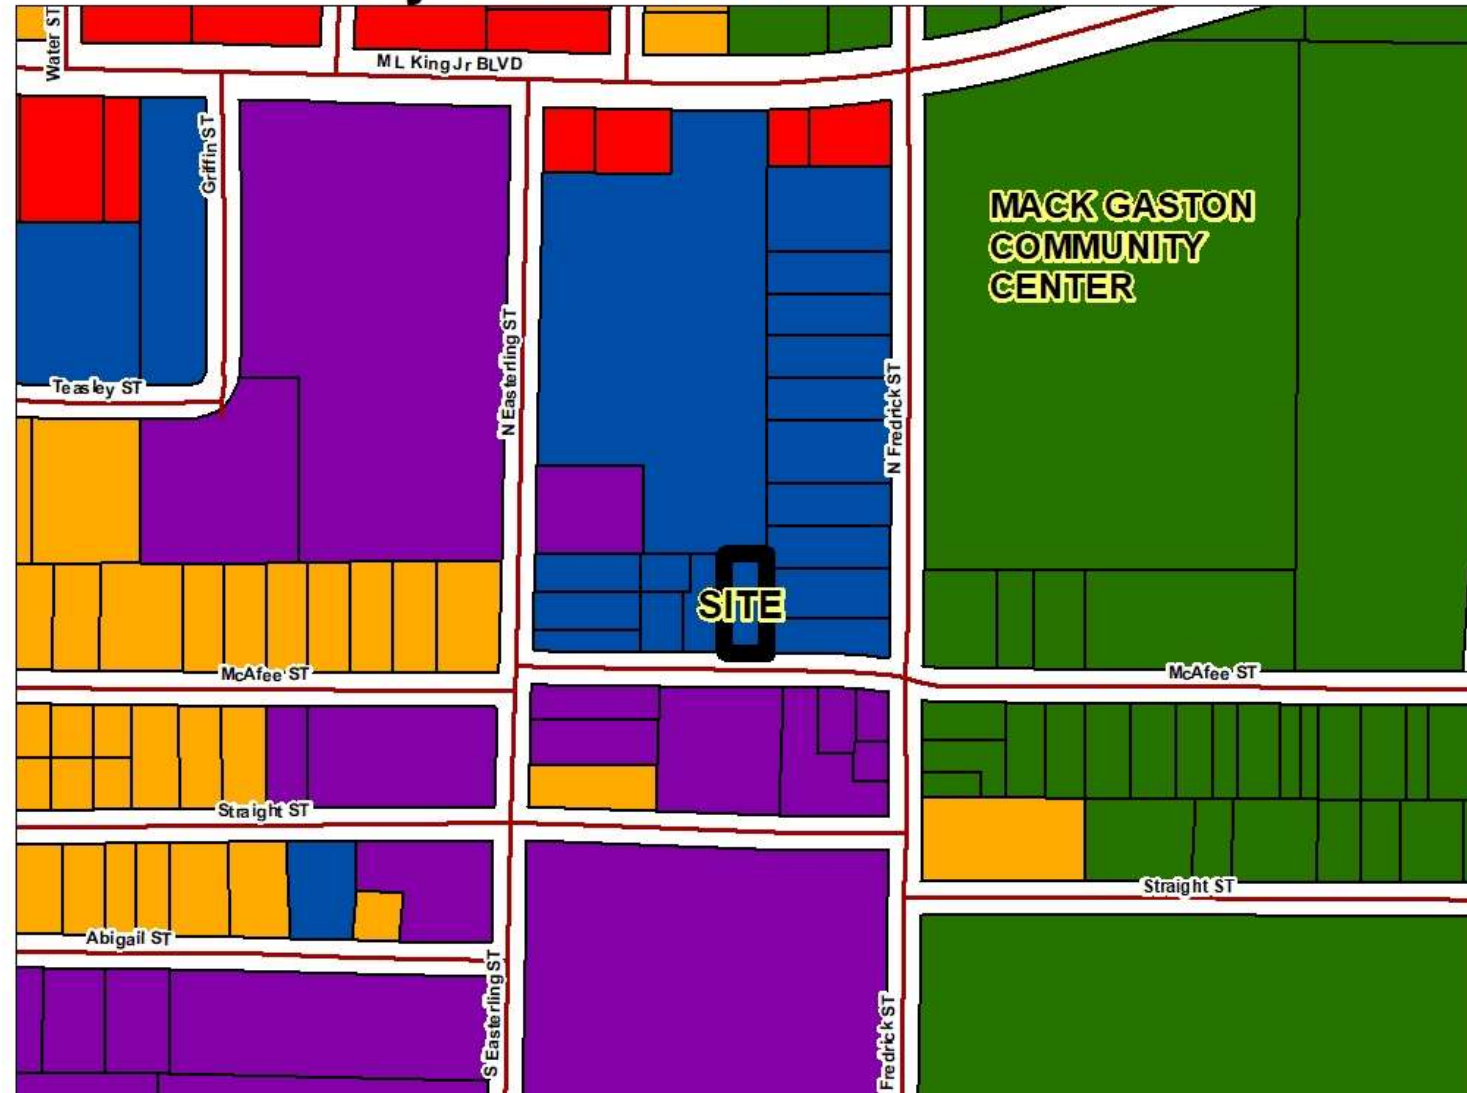 Water ST
M L King Jr BLVD
Griffin ST
MACK GASTON
COMMUNITY
CENTER
N Easterling ST
N Fredrick ST
Teasley ST
SITE
McAfee ST
McAfee ST
Straight ST
Straight ST
Abigail ST
S Easterling ST
Fredrick ST